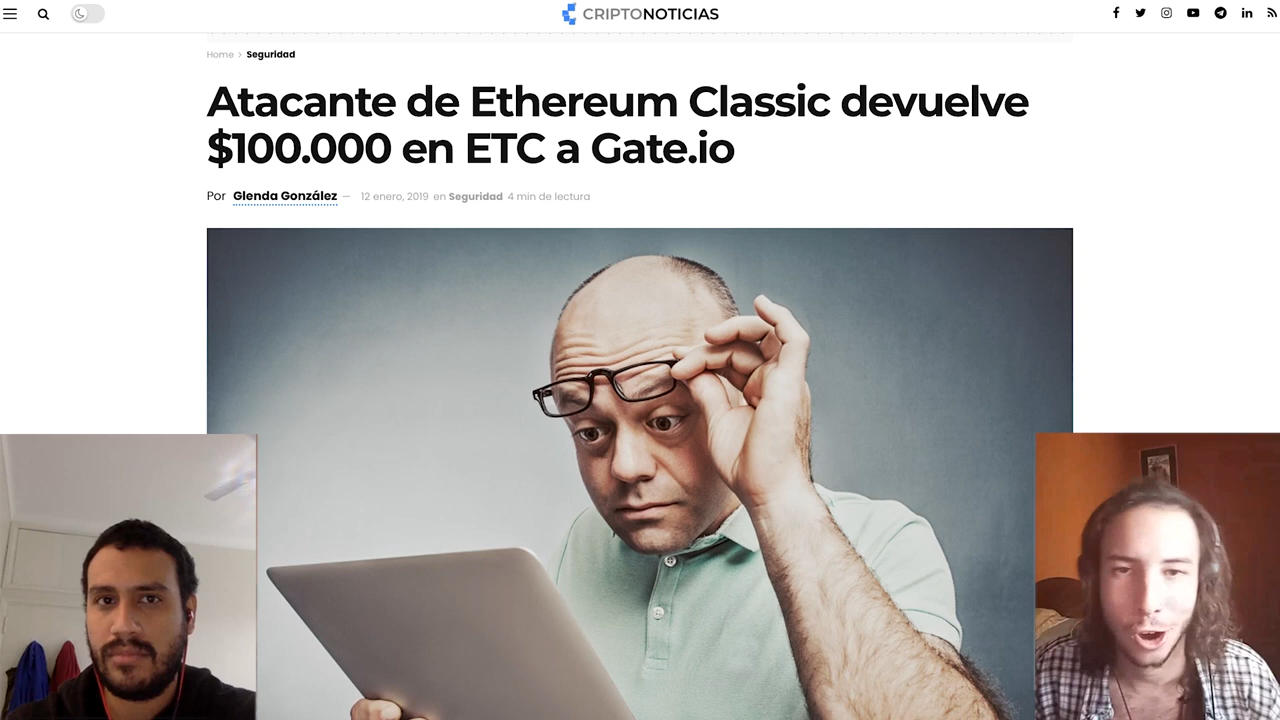 CRIPTONOTICIAS
Home > Seguridad
Atacante de Ethereum Classic devuelve
$100.000 en ETC a Gate.io
Por Glenda González — 12 enero, 2019 en Seguridad 4 min de lectura